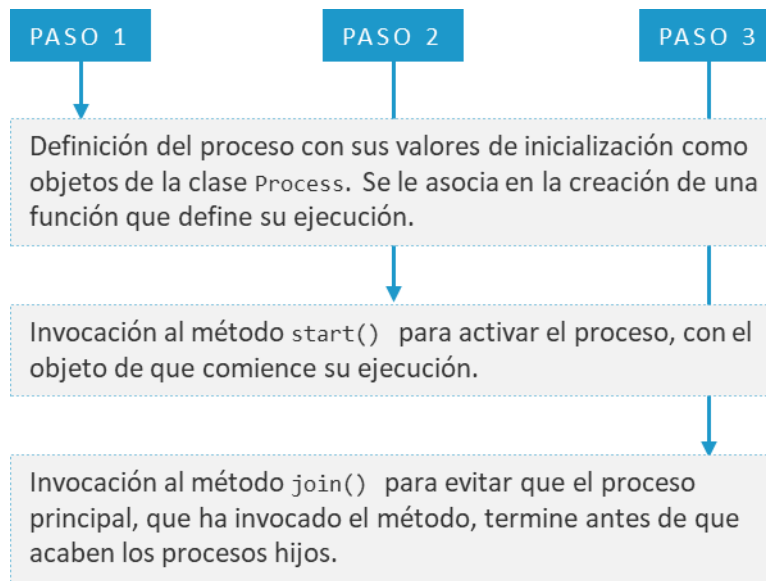 PASO 1
PASO 2
PASO 3
Definición del proceso con sus valores de inicialización como
objetos de la clase Process. Se le asocia en la creación de una
función que define su ejecución.
Invocación al método start() para activar el proceso, con el
objeto de que comience su ejecución.
Invocación al método join() para evitar que el proceso
principal, que ha invocado el método, termine antes de que
acaben los procesos hijos.